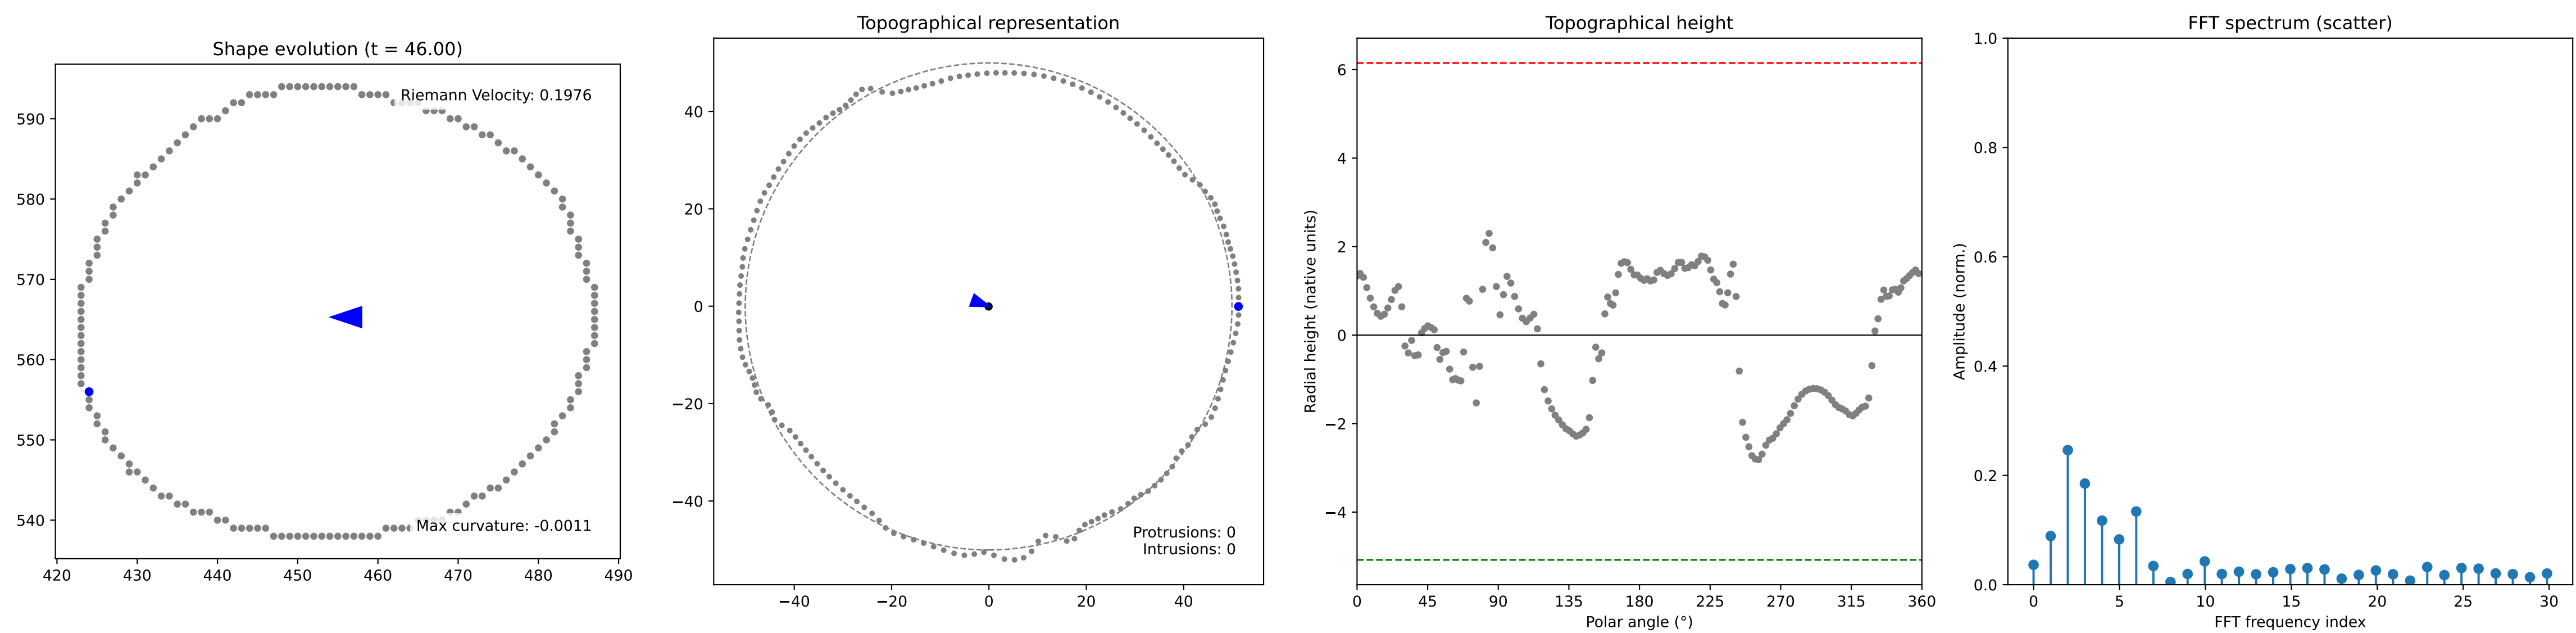 Shape evolution (t = 46.00)
Riemann Velocity: 0.1976
Max curvature: -0.0011
590
580
570
560
550
540
420 430 440 450 460 470 480 490
Topographical representation
40
20
0
−20
−40
−40 −20 0 20 40
Protrusions: 0
Intrusions: 0
Topographical height
Radial height (native units)
6
4
2
0
−2
−4
0 45 90 135 180 225 270 315 360
Polar angle (°)
FFT spectrum (scatter)
Amplitude (norm.)
1.0
0.8
0.6
0.4
0.2
0.0
0 5 10 15 20 25 30
FFT frequency index